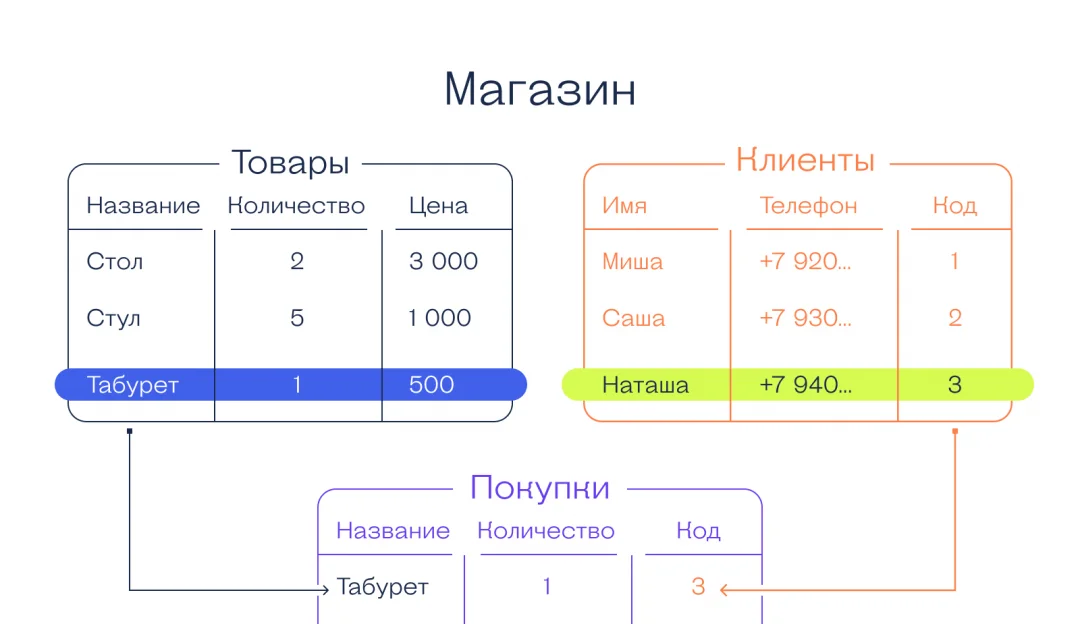 Магазин
Товары
Название Количество Цена
Стол 2 3 000
Стул 5 1 000
Табурет 1 500
Клиенты
Имя Телефон Код
Миша +7 920... 1
Саша +7 930... 2
Наташа +7 940... 3
Покупки
Название Количество Код
Табурет 1 3